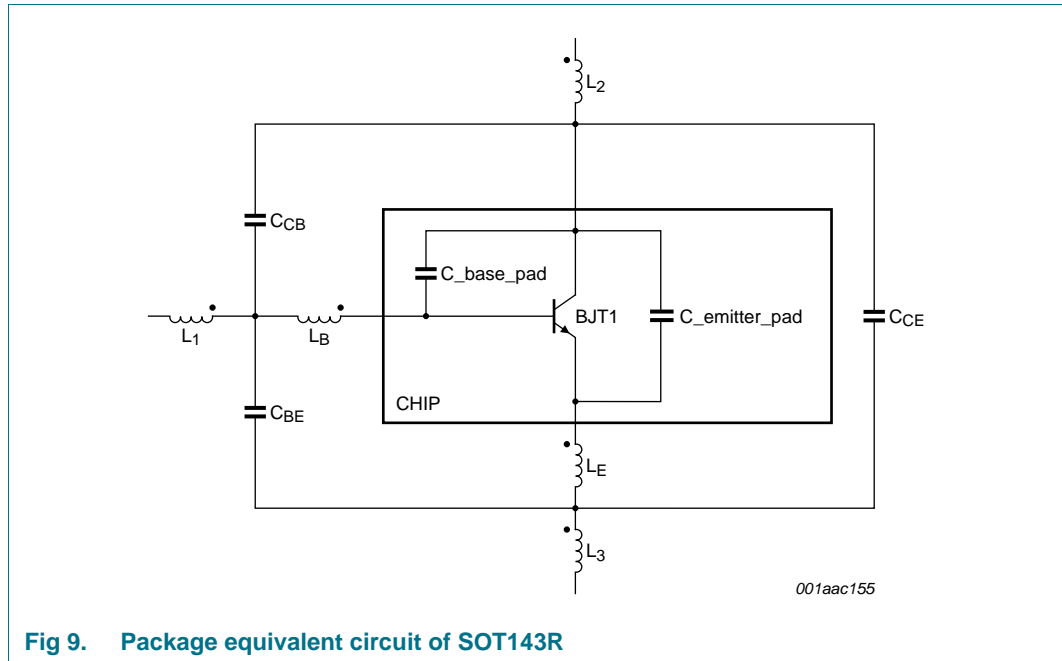 L2
CCB
C_base_pad
BJT1
C_emitter_pad
CCE
L1
LB
CBE
CHIP
LE
L3
001aac155
Fig 9. Package equivalent circuit of SOT143R